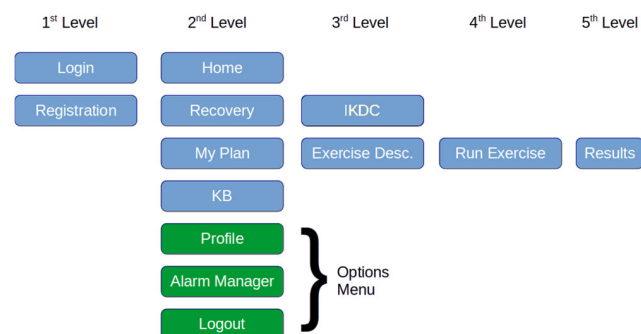 1st Level 2nd Level 3rd Level 4th Level 5th Level
Login Home
Registration Recovery IKDC
My Plan Exercise Desc. Run Exercise Results
KB
Profile
Alarm Manager
Options
Menu
Logout